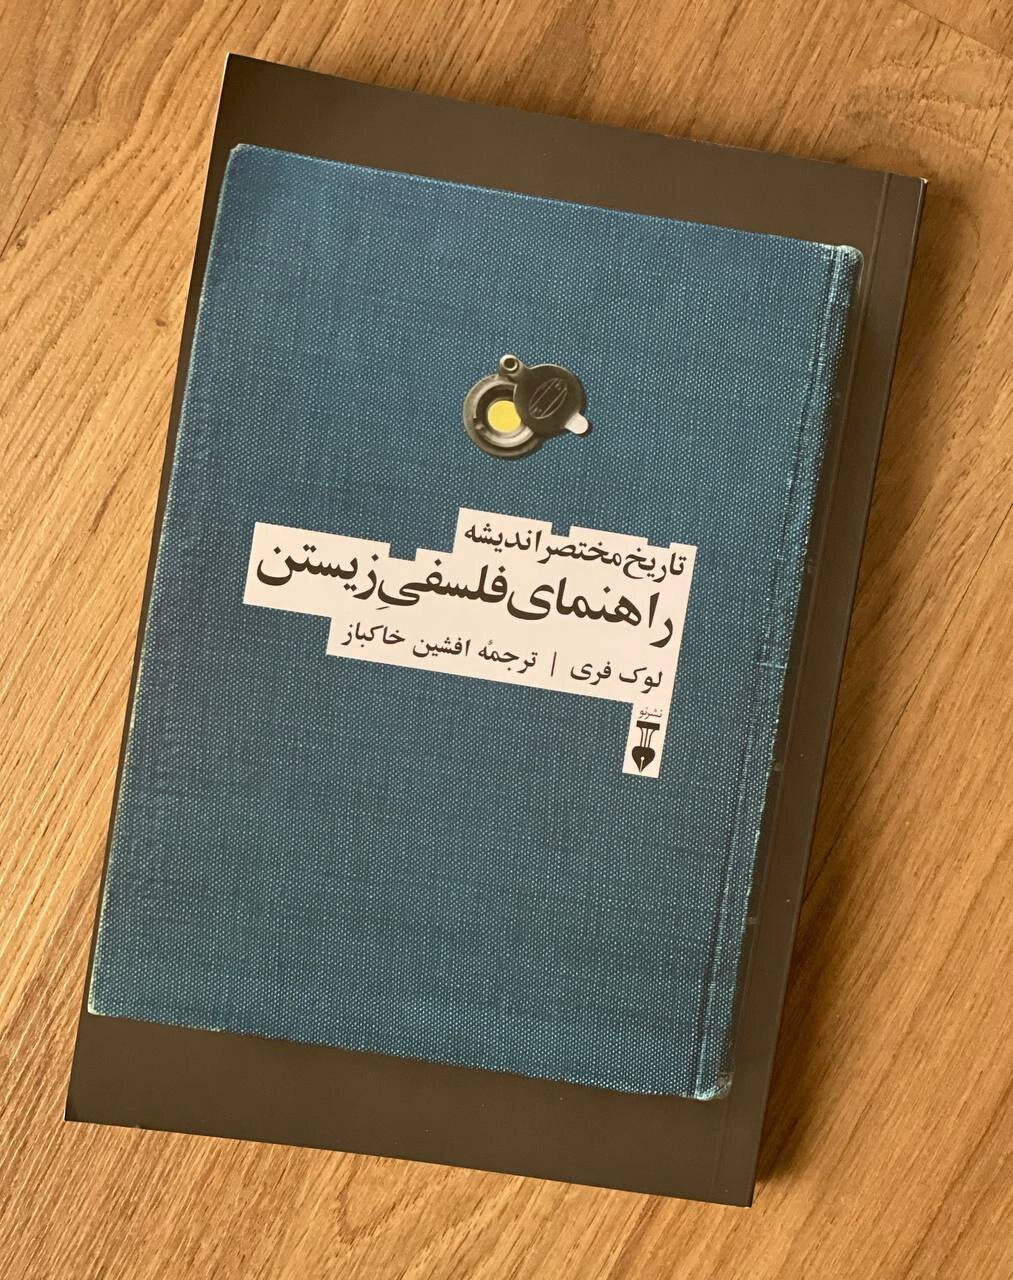 تاریخ مختصر اندیشه
راهنمای فلسفیِ زیستن
لوک فری | ترجمهٔ افشین خاکباز
نشرنو